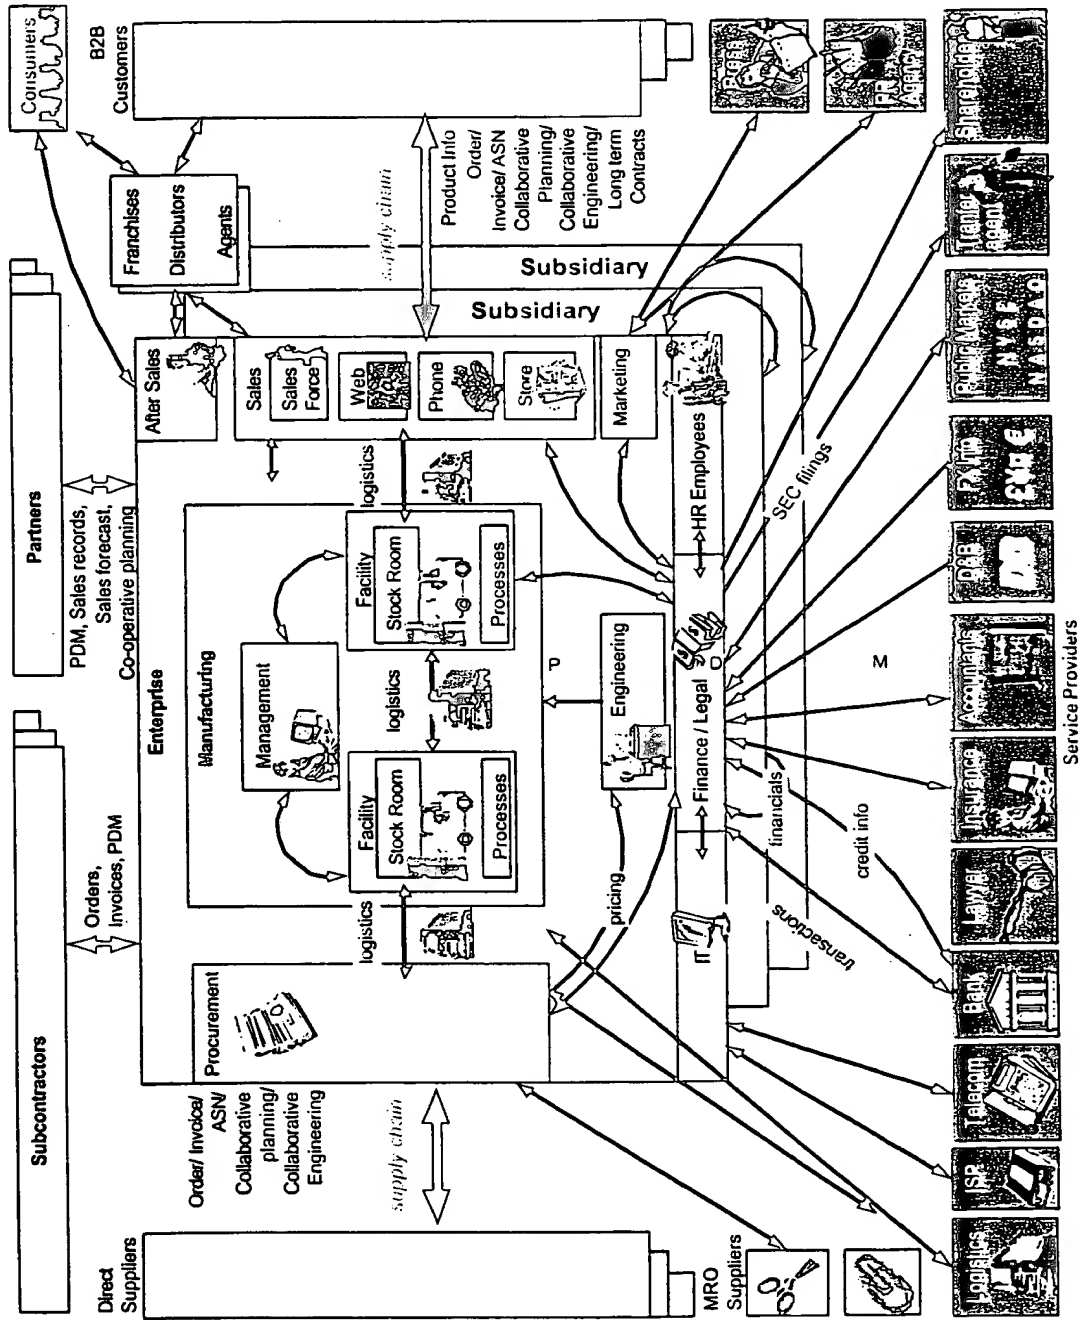 Subcontractors
Partners
Orders,
Invoices, PDM
PDM, Sales records,
Sales forecast,
Co-operative planning
Consumers
B2B
Customers
Direct
Suppliers
Order/ Invoice/
ASN/
Collaborative
planning/
Collaborative
Engineering
supply chain
Enterprise
Procurement
logistics
Manufacturing
Management
Facility
Stock Room
Processes
logistics
Facility
Stock Room
Processes
logistics
After Sales
Sales
Sales
Force
Web
Phone
Store
Marketing
Franchises
Distributors
Agents
supply chain
Product Info
Order/
Invoice/ ASN
Collaborative
Planning/
Collaborative
Engineering/
Long term
Contracts
Subsidiary
Subsidiary
pricing
Engineering
P
IT
Finance / Legal
D
HR Employees
M
transactions
financials
credit info
SEC filings
MRO
Suppliers
Press
PR
Agency
Logistics
ISP
Telecom
Bank
Lawyer
Insurance
Accountants
D&B
Shareholder
Public Markets
NYSE
NASDAQ
agent
Service Providers